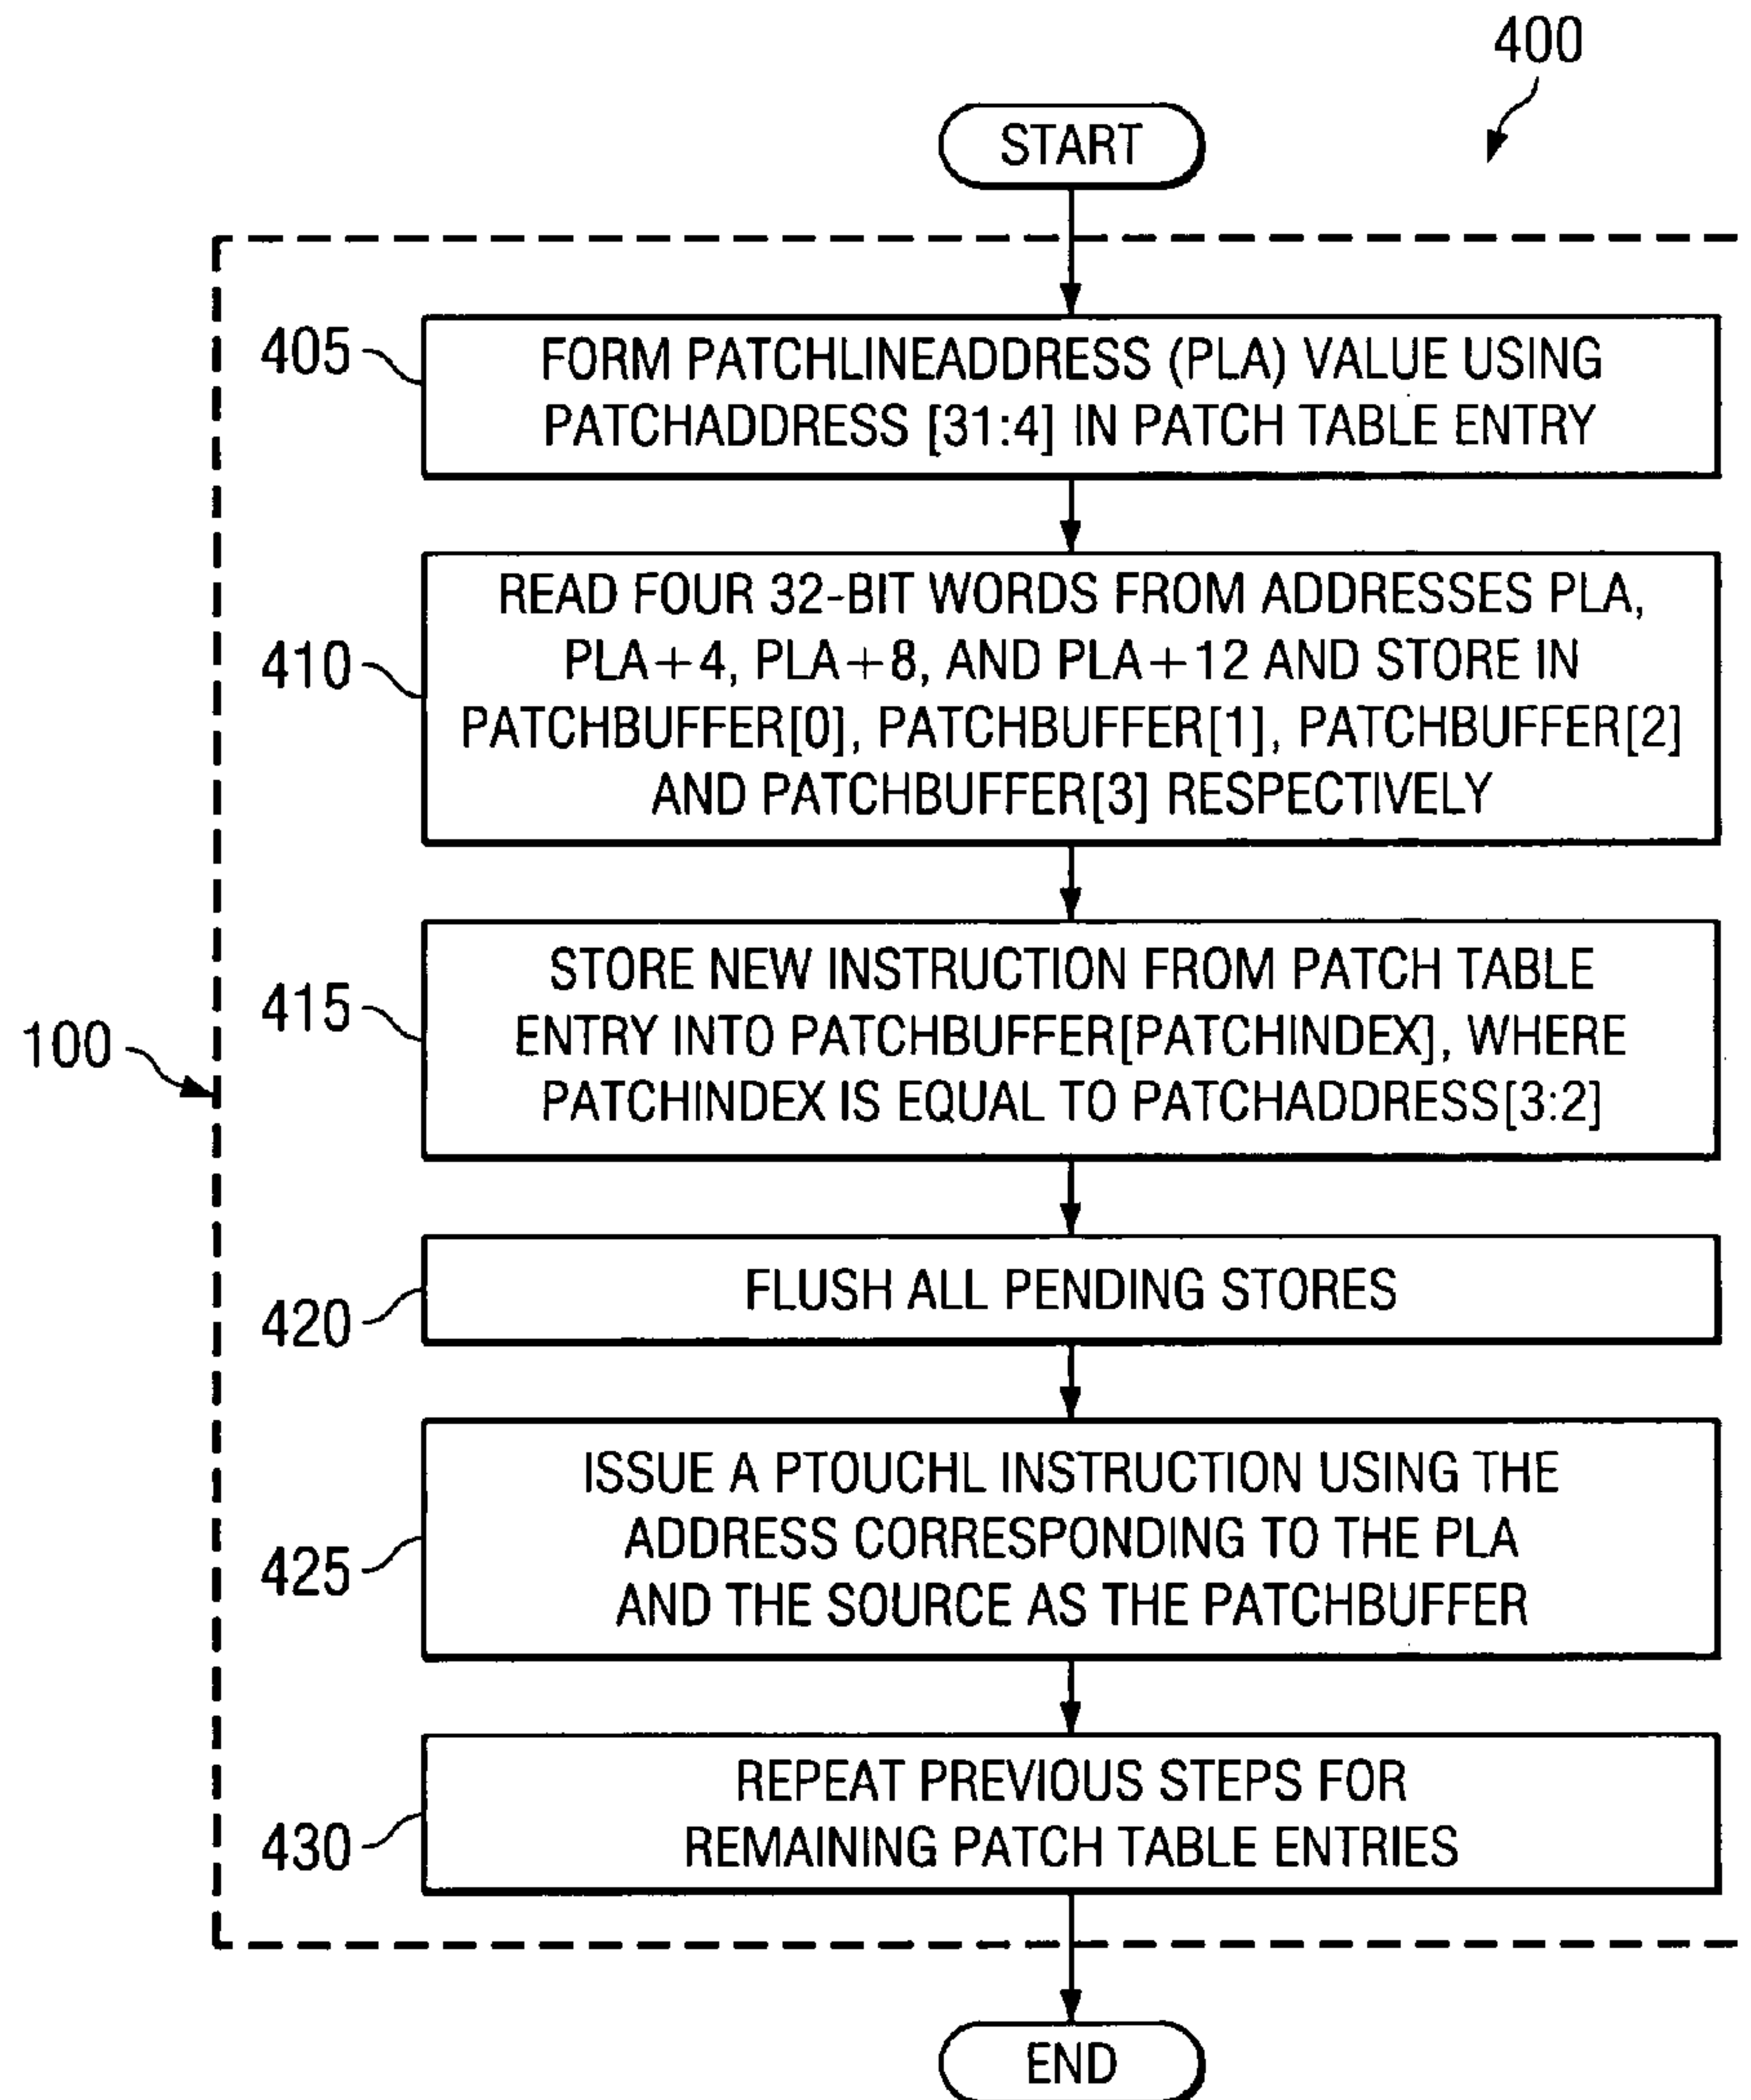 400
START
405
FORM PATCHLINEADDRESS (PLA) VALUE USING
PATCHADDRESS [31:4] IN PATCH TABLE ENTRY
410
READ FOUR 32-BIT WORDS FROM ADDRESSES PLA,
PLA+4, PLA+8, AND PLA+12 AND STORE IN
PATCHBUFFER[0], PATCHBUFFER[1], PATCHBUFFER[2]
AND PATCHBUFFER[3] RESPECTIVELY
100
415
STORE NEW INSTRUCTION FROM PATCH TABLE
ENTRY INTO PATCHBUFFER[PATCHINDEX], WHERE
PATCHINDEX IS EQUAL TO PATCHADDRESS[3:2]
420
FLUSH ALL PENDING STORES
425
ISSUE A PTOUCHL INSTRUCTION USING THE
ADDRESS CORRESPONDING TO THE PLA
AND THE SOURCE AS THE PATCHBUFFER
430
REPEAT PREVIOUS STEPS FOR
REMAINING PATCH TABLE ENTRIES
END